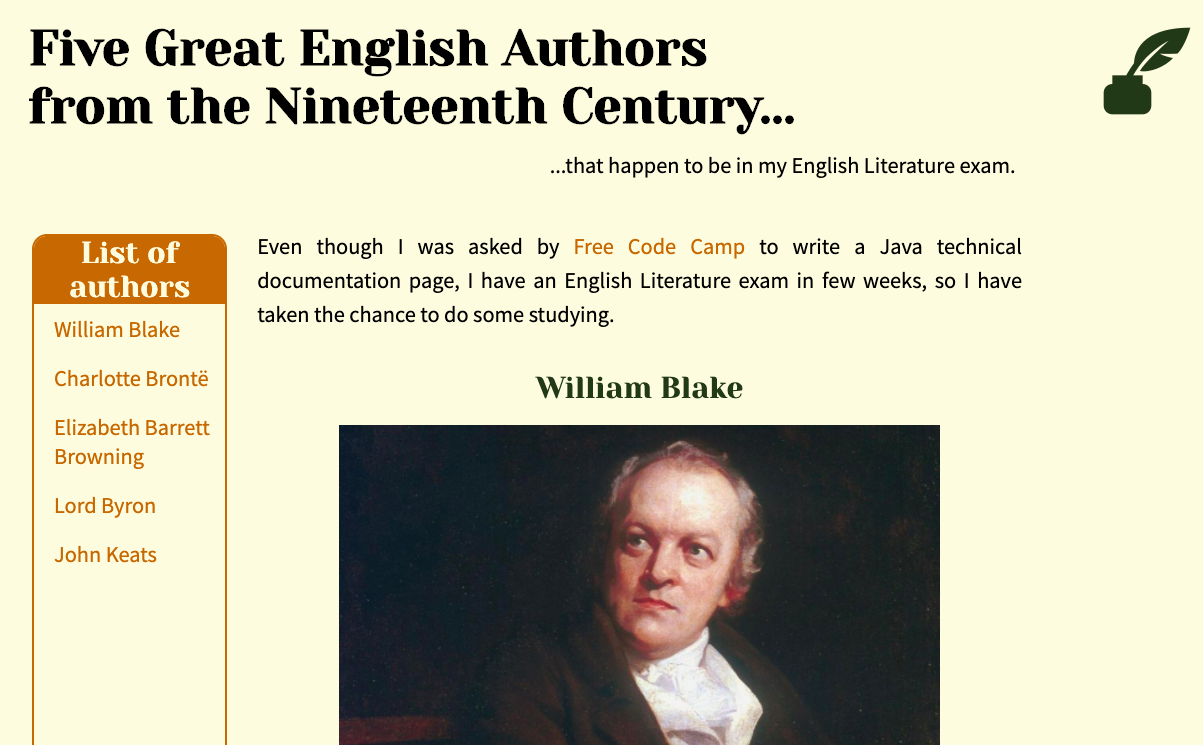 Five Great English Authors
from the Nineteenth Century...
...that happen to be in my English Literature exam.
List of
authors
William Blake
Charlotte Brontë
Elizabeth Barrett
Browning
Lord Byron
John Keats
Even though I was asked by Free Code Camp to write a Java technical
documentation page, I have an English Literature exam in few weeks, so I have
taken the chance to do some studying.
William Blake